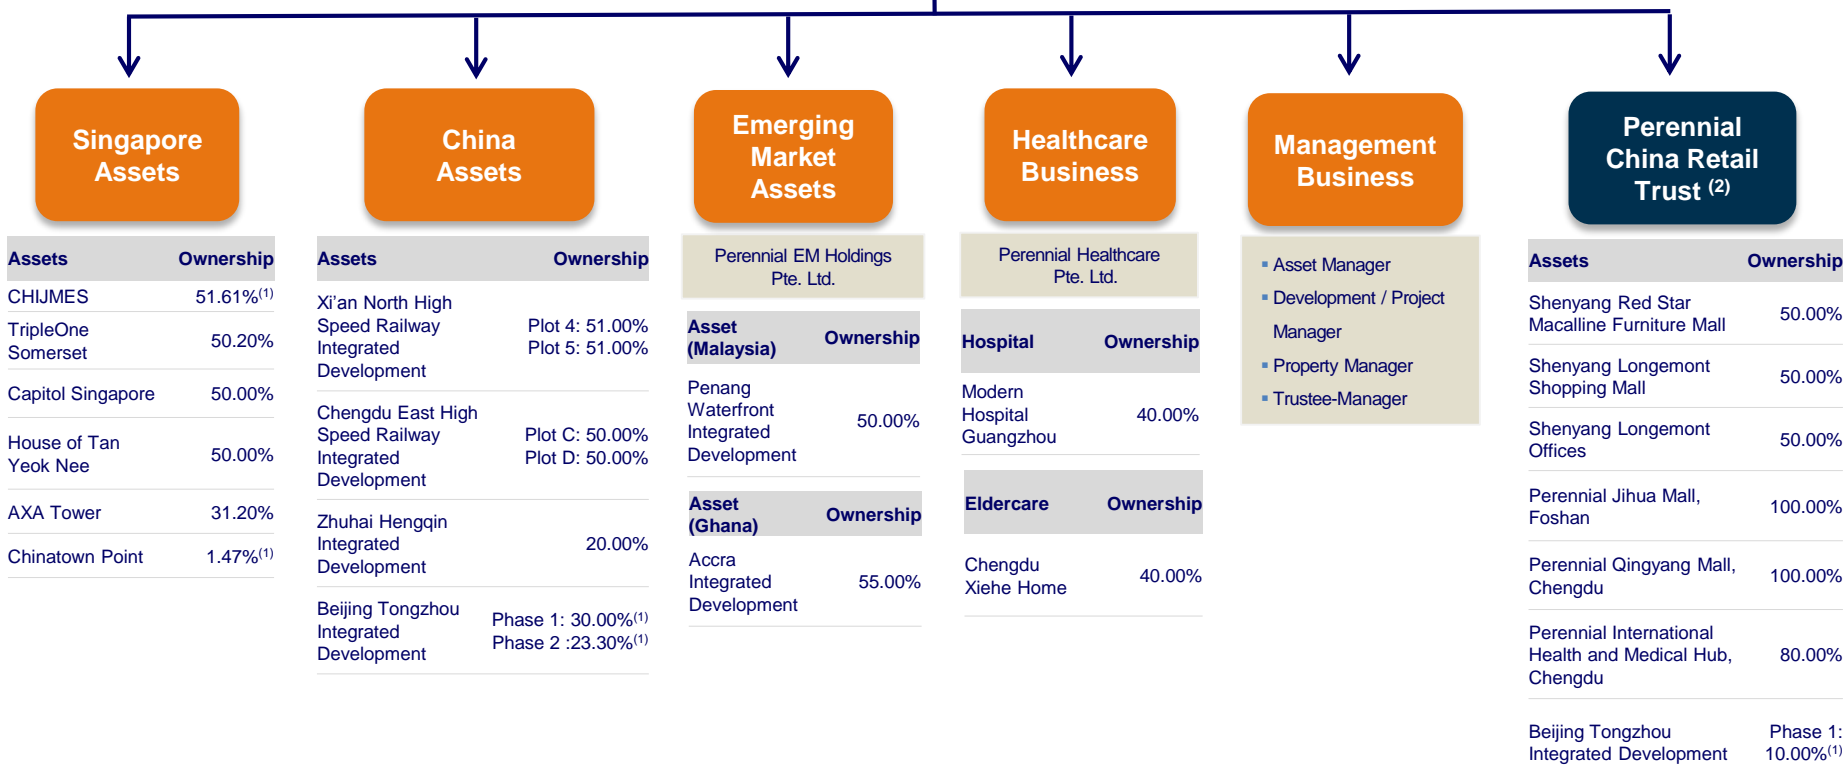 Singapore
Assets
Assets Ownership
CHIJMES 51.61%(1)
TripleOne
Somerset 50.20%
Capitol Singapore 50.00%
House of Tan
Yeok Nee 50.00%
AXA Tower 31.20%
Chinatown Point 1.47%(1)
China
Assets
Assets Ownership
Xi'an North High
Speed Railway Plot 4: 51.00%
Integrated Plot 5: 51.00%
Development
Chengdu East High
Speed Railway Plot C: 50.00%
Integrated Plot D: 50.00%
Development
Zhuhai Hengqin
Integrated 20.00%
Development
Beijing Tongzhou Phase 1: 30.00%(1)
Integrated Phase 2 :23.30%(1)
Development
Emerging
Market
Assets
Perennial EM Holdings
Pte. Ltd.
Asset
(Malaysia) Ownership
Penang
Waterfront
Integrated 50.00%
Development
Asset
(Ghana) Ownership
Accra
Integrated 55.00%
Development
Healthcare
Business
Perennial Healthcare
Pte. Ltd.
Hospital Ownership
Modern
Hospital 40.00%
Guangzhou
Eldercare Ownership
Chengdu
Xiehe Home 40.00%
Management
Business
▪ Asset Manager
▪ Development / Project
Manager
▪ Property Manager
▪ Trustee-Manager
Perennial
China Retail
Trust (2)
Assets Ownership
Shenyang Red Star
Macalline Furniture Mall 50.00%
Shenyang Longemont
Shopping Mall 50.00%
Shenyang Longemont
Offices 50.00%
Perennial Jihua Mall,
Foshan 100.00%
Perennial Qingyang Mall,
Chengdu 100.00%
Perennial International
Health and Medical Hub, 80.00%
Chengdu
Beijing Tongzhou Phase 1:
Integrated Development 10.00%(1)